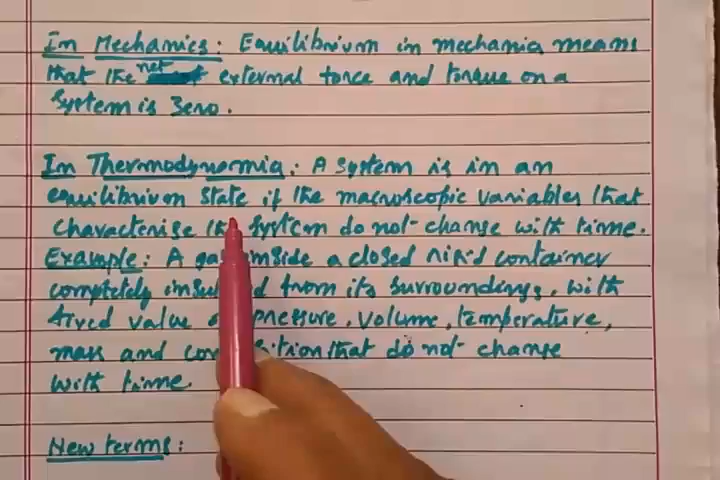 In Mechanics: Equilibrium in mechanics means
that the net external force and torque on a
System is Zero.
In Thermodynamics: A System is in an
equilibrium State if the macroscopic variables that
characterise the System do not change with time.
Example: A gas inside a closed rigid container
completely insulated from its surroundings, with
fixed value of pressure, volume, temperature,
mass and composition that do not change
with time
New terms: